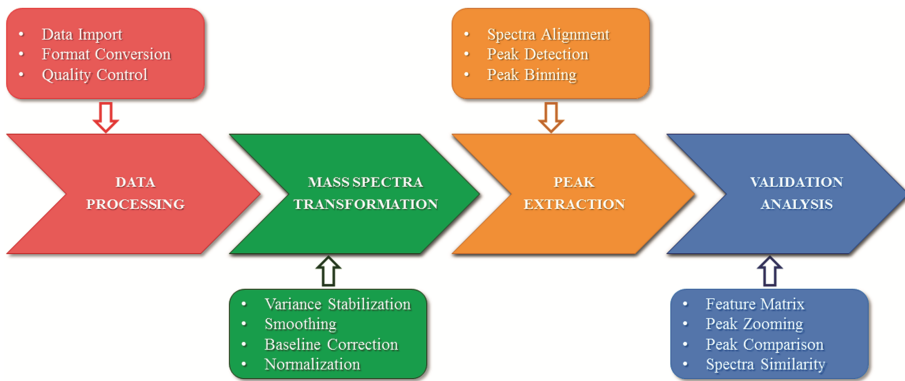 • Data Import
• Format Conversion
• Quality Control
• Spectra Alignment
• Peak Detection
• Peak Binning
DATA
PROCESSING
MASS SPECTRA
TRANSFORMATION
PEAK
EXTRACTION
VALIDATION
ANALYSIS
• Variance Stabilization
• Smoothing
• Baseline Correction
• Normalization
• Feature Matrix
• Peak Zooming
• Peak Comparison
• Spectra Similarity